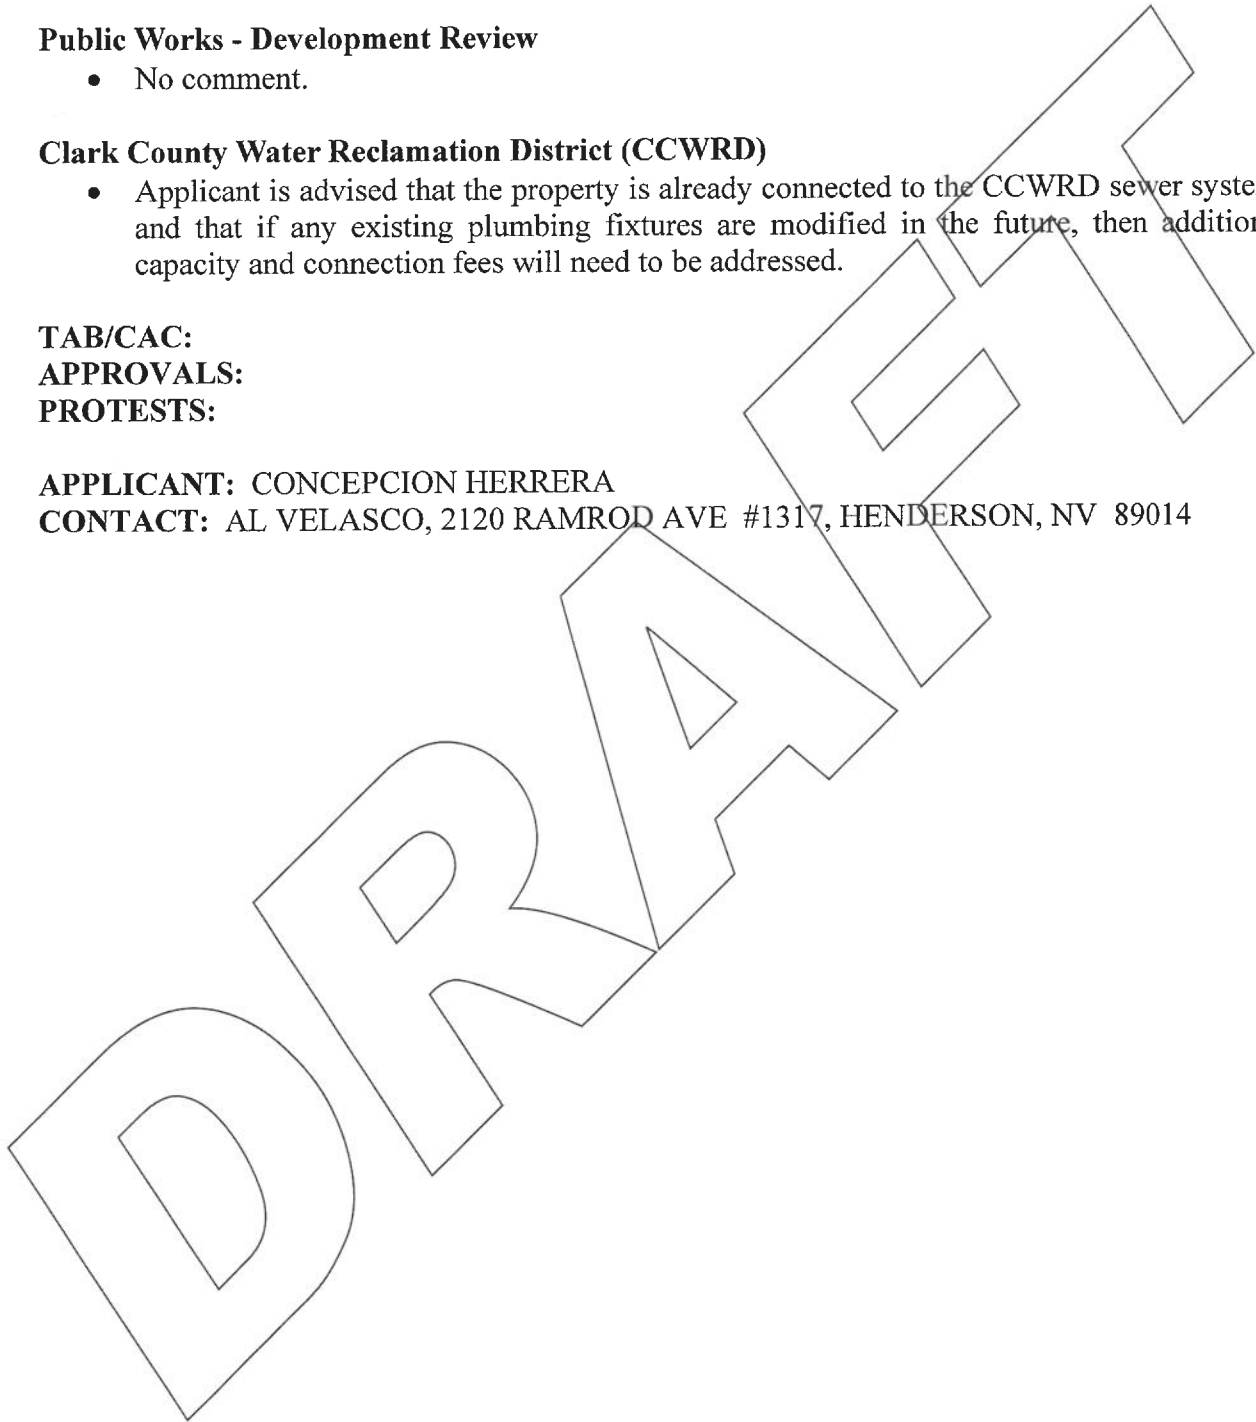 Public Works - Development Review
• No comment.
Clark County Water Reclamation District (CCWRD)
• Applicant is advised that the property is already connected to the CCWRD sewer syste
and that if any existing plumbing fixtures are modified in the future, then addition
capacity and connection fees will need to be addressed.
TAB/CAC:
APPROVALS:
PROTESTS:
APPLICANT: CONCEPCION HERRERA
CONTACT: AL VELASCO, 2120 RAMROD AVE #1317, HENDERSON, NV 89014
DRAFT